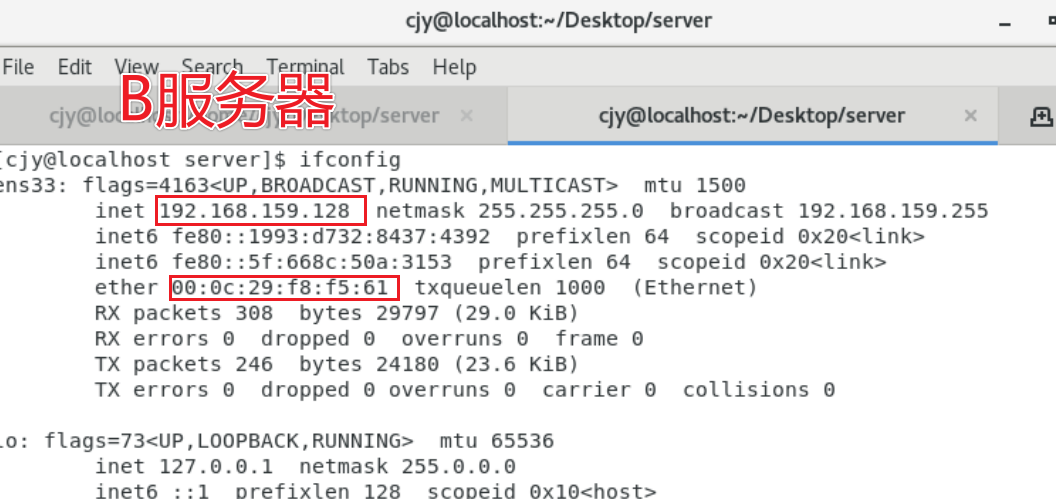 cjy@localhost:~/Desktop/server
File Edit View Search Terminal Tabs Help
B服务器
cjy@localhost:~/Desktop/server
[cjy@localhost server]$ ifconfig
ens33: flags=4163<UP,BROADCAST,RUNNING,MULTICAST> mtu 1500
inet 192.168.159.128 netmask 255.255.255.0 broadcast 192.168.159.255
inet6 fe80::1993:d732:8437:4392 prefixlen 64 scopeid 0x20<link>
inet6 fe80::5f:668c:50a:3153 prefixlen 64 scopeid 0x20<link>
ether 00:0c:29:f8:f5:61 txqueuelen 1000 (Ethernet)
RX packets 308 bytes 29797 (29.0 KiB)
RX errors 0 dropped 0 overruns 0 frame 0
TX packets 246 bytes 24180 (23.6 KiB)
TX errors 0 dropped 0 overruns 0 carrier 0 collisions 0
lo: flags=73<UP,LOOPBACK,RUNNING> mtu 65536
inet 127.0.0.1 netmask 255.0.0.0
inet6 ::1 prefixlen 128 scopeid 0x10<host>